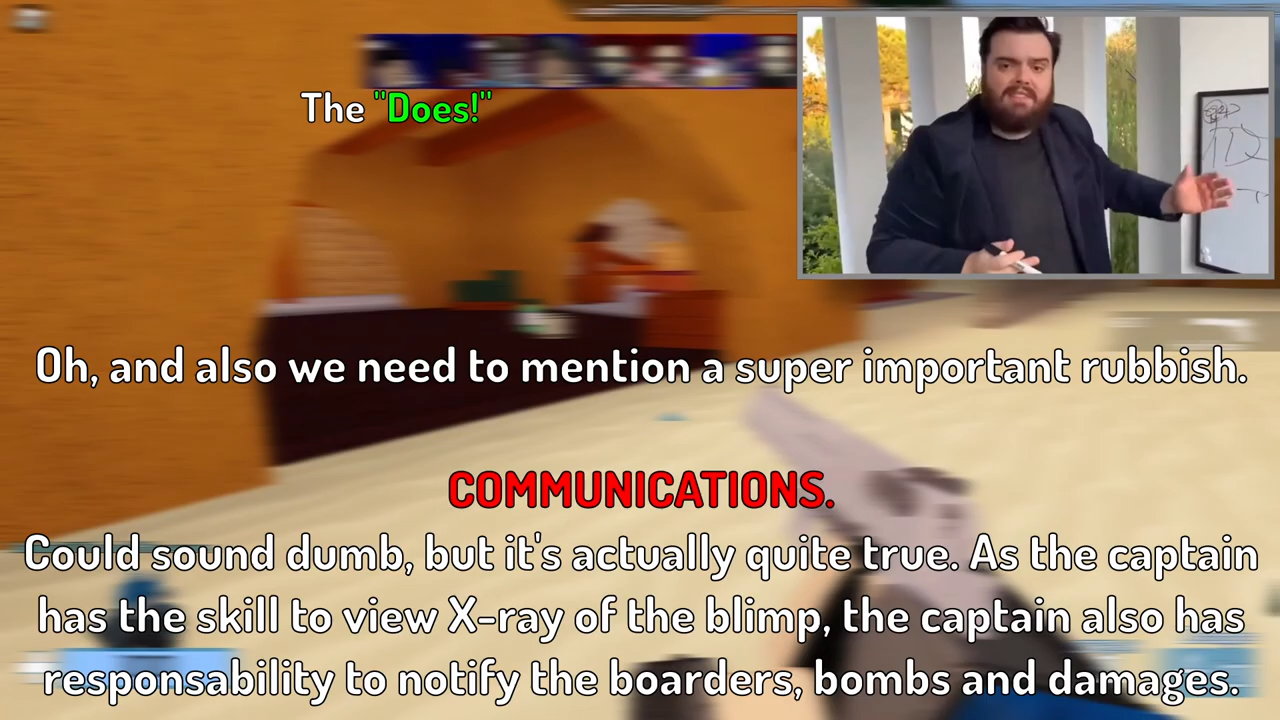 The "Does!"
Oh, and also we need to mention a super important rubbish.
COMMUNICATIONS.
Could sound dumb, but it's actually quite true. As the captain
has the skill to view X-ray of the blimp, the captain also has
responsability to notify the boarders, bombs and damages.